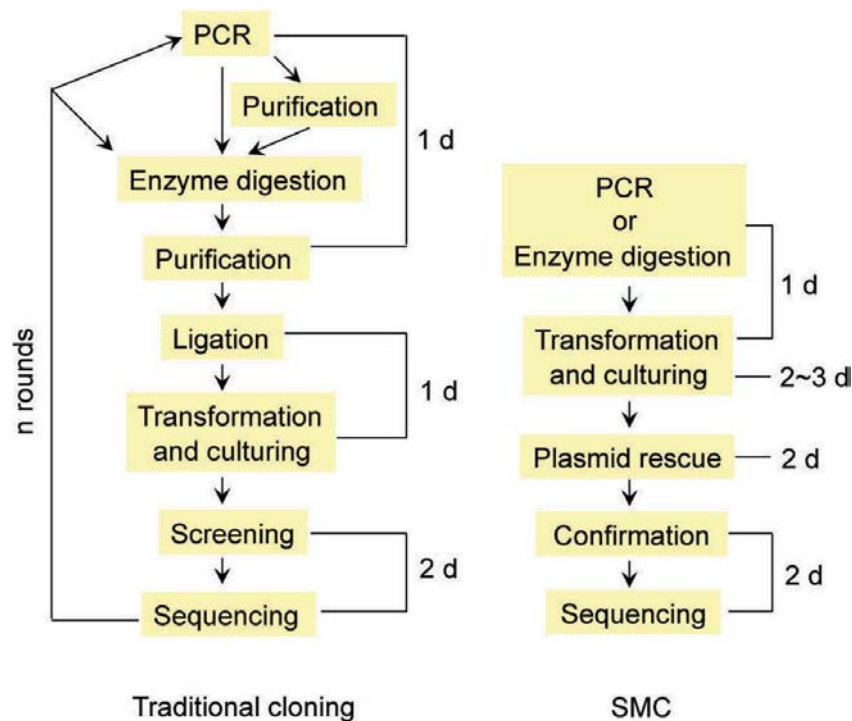 PCR
Purification
1 d
Enzyme digestion
Purification
Ligation
1 d
Transformation
and culturing
Screening
2 d
Sequencing
n rounds
Traditional cloning
PCR
or
Enzyme digestion
1 d
Transformation
and culturing
2~3 d
Plasmid rescue
2 d
Confirmation
2 d
Sequencing
SMC